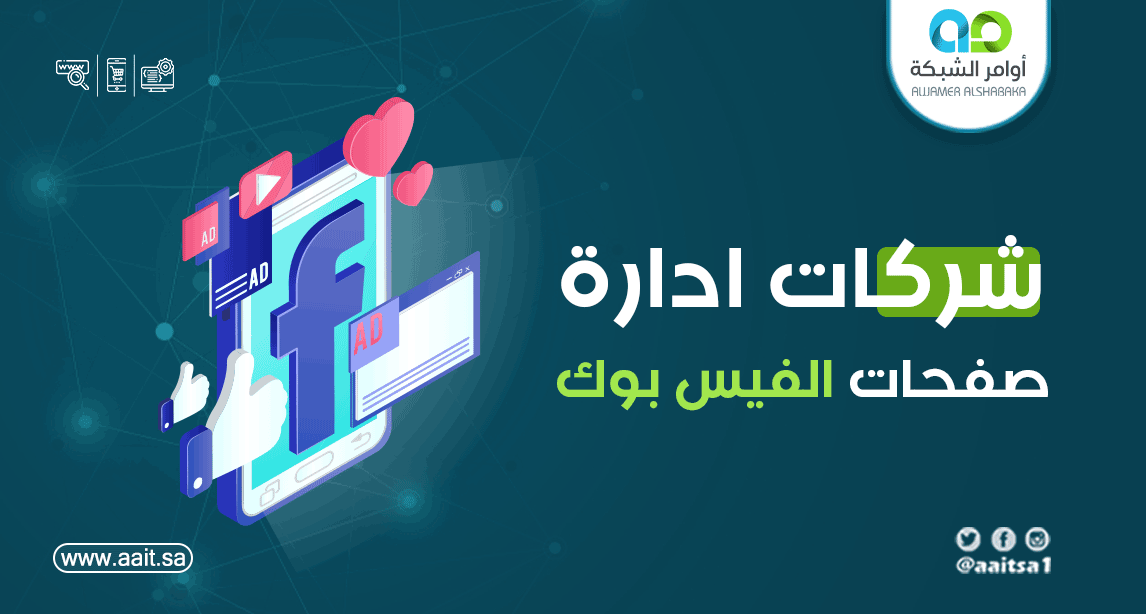 www
أوامر الشبكة
AWAMER ALSHABAKA
AD
AD
AD
شركات ادارة
صفحات الفيس بوك
www.aait.sa
@aaitsa1